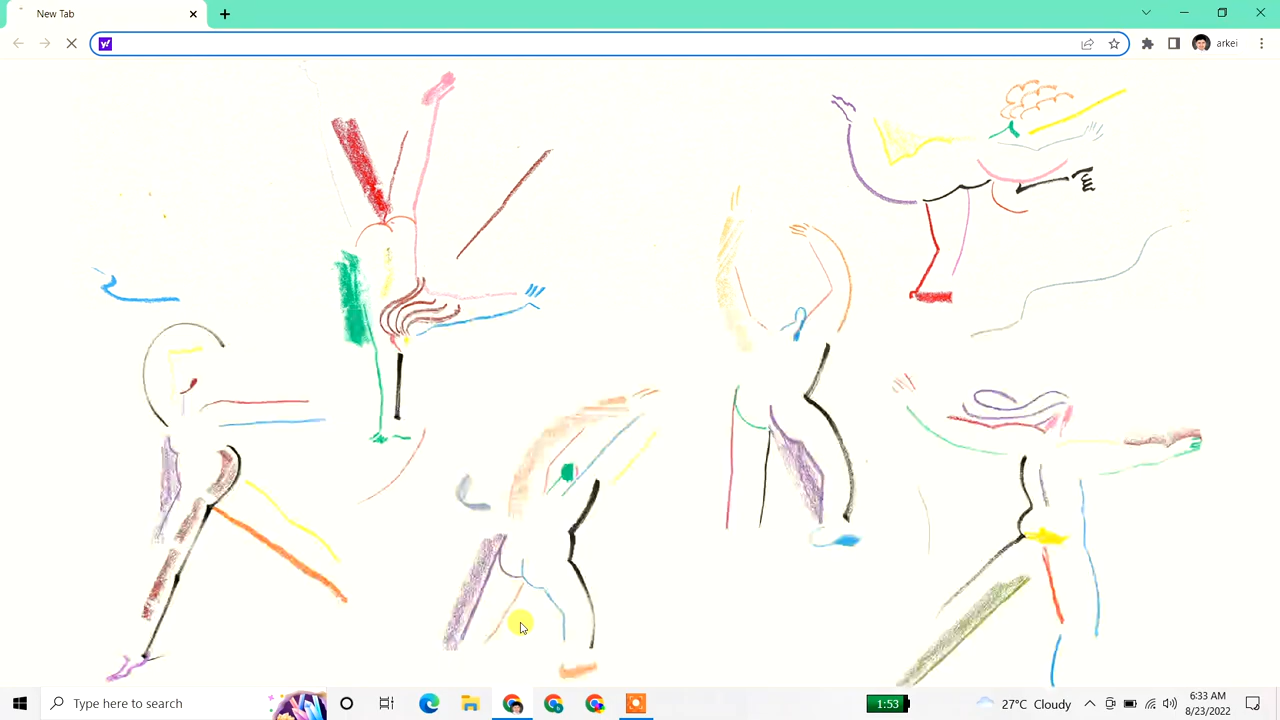 New Tab
y!
arkei
Type here to search
1:53
27°C Cloudy
6:33 AM
8/23/2022